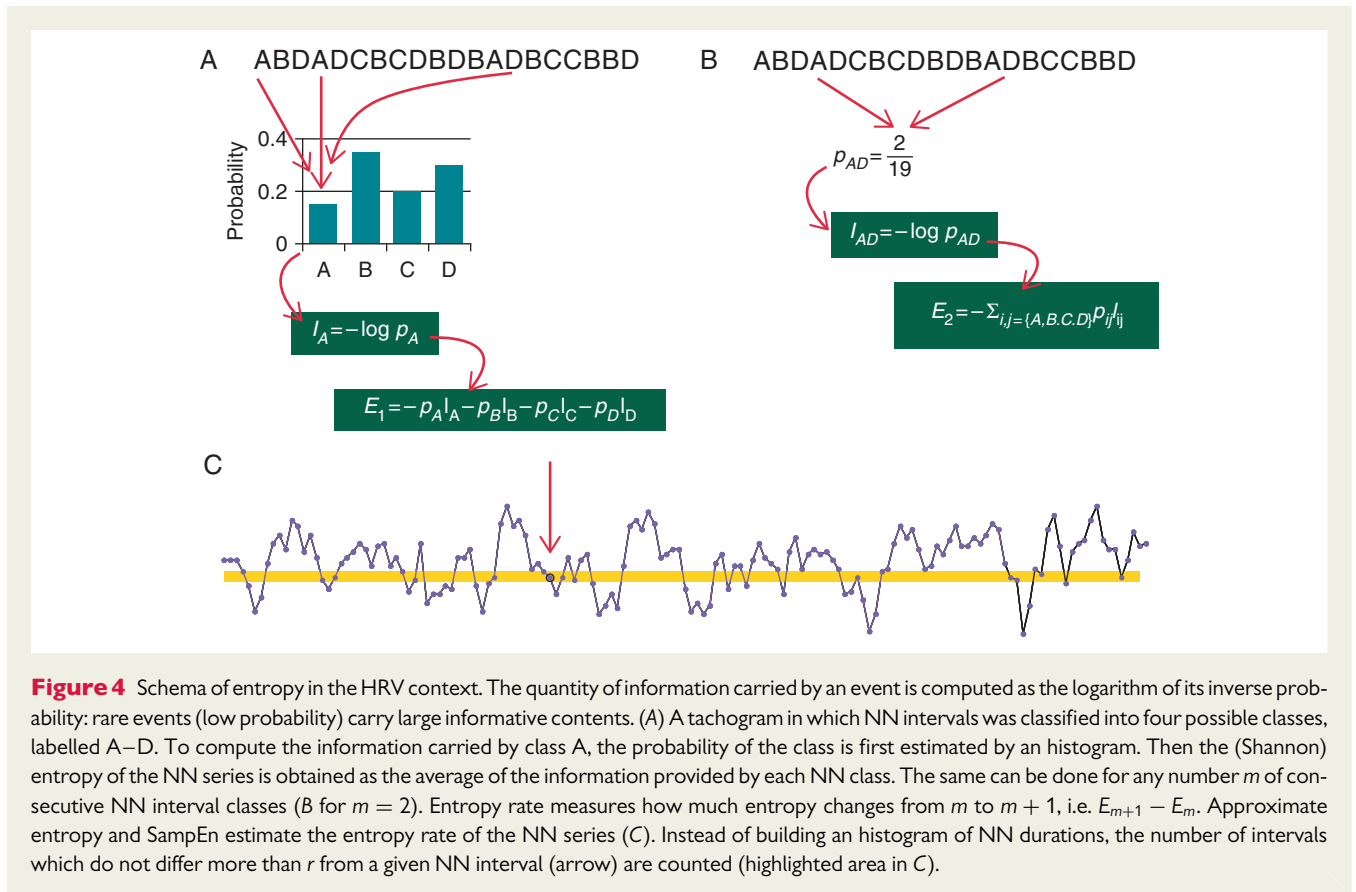 A ABDADCBCDBDBADBCCBBD
B ABDADCBCDBDBADBCCBBD
Probability
0.4
0.2
0
A B C D
p_AD = 2/19
I_A = −log p_A
I_AD = −log p_AD
E_1 = −p_A I_A − p_B I_B − p_C I_C − p_D I_D
E_2 = −Σ_i,j={A,B.C.D} p_ij I_ij
C
Figure 4 Schema of entropy in the HRV context. The quantity of information carried by an event is computed as the logarithm of its inverse prob-
ability: rare events (low probability) carry large informative contents. (A) A tachogram in which NN intervals was classified into four possible classes,
labelled A–D. To compute the information carried by class A, the probability of the class is first estimated by an histogram. Then the (Shannon)
entropy of the NN series is obtained as the average of the information provided by each NN class. The same can be done for any number m of con-
secutive NN interval classes (B for m = 2). Entropy rate measures how much entropy changes from m to m + 1, i.e. E_m+1 − E_m. Approximate
entropy and SampEn estimate the entropy rate of the NN series (C). Instead of building an histogram of NN durations, the number of intervals
which do not differ more than r from a given NN interval (arrow) are counted (highlighted area in C).